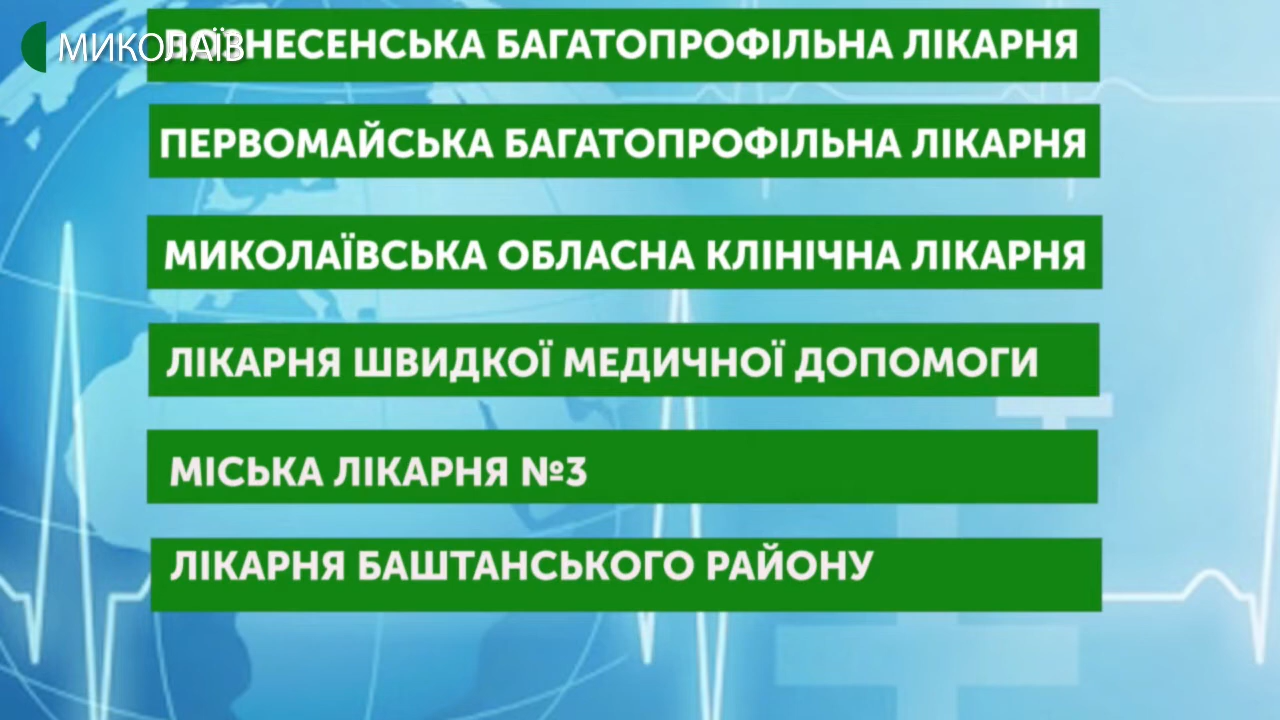 МИКОЛАЇВ
БАГАТОПРОФІЛЬНА ЛІКАРНЯ
ПЕРВОМАЙСЬКА БАГАТОПРОФІЛЬНА ЛІКАРНЯ
МИКОЛАЇВСЬКА ОБЛАСНА КЛІНІЧНА ЛІКАРНЯ
ЛІКАРНЯ ШВИДКОЇ МЕДИЧНОЇ ДОПОМОГИ
МІСЬКА ЛІКАРНЯ №3
ЛІКАРНЯ БАШТАНСЬКОГО РАЙОНУ